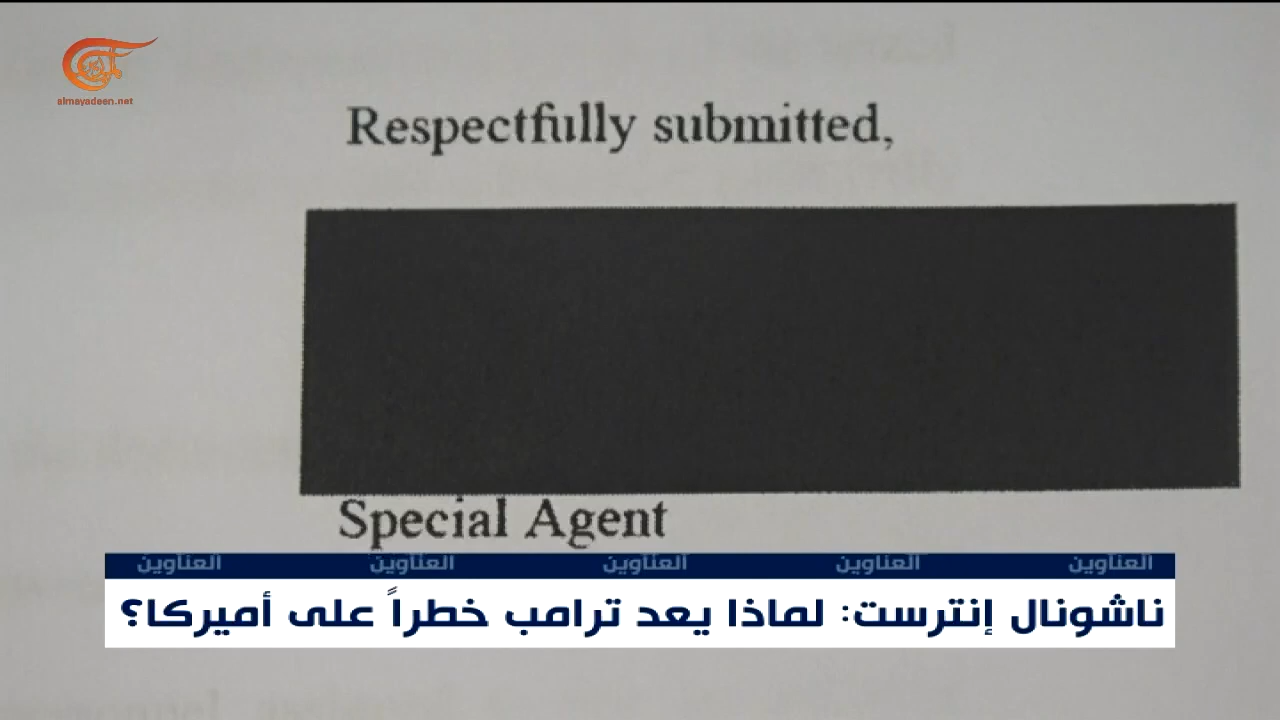 almayadeen.net
Respectfully submitted,
Special Agent
العناوين العناوين العناوين العناوين العناوين
ناشونال إنترست: لماذا يعد ترامب خطراً على أميركا؟